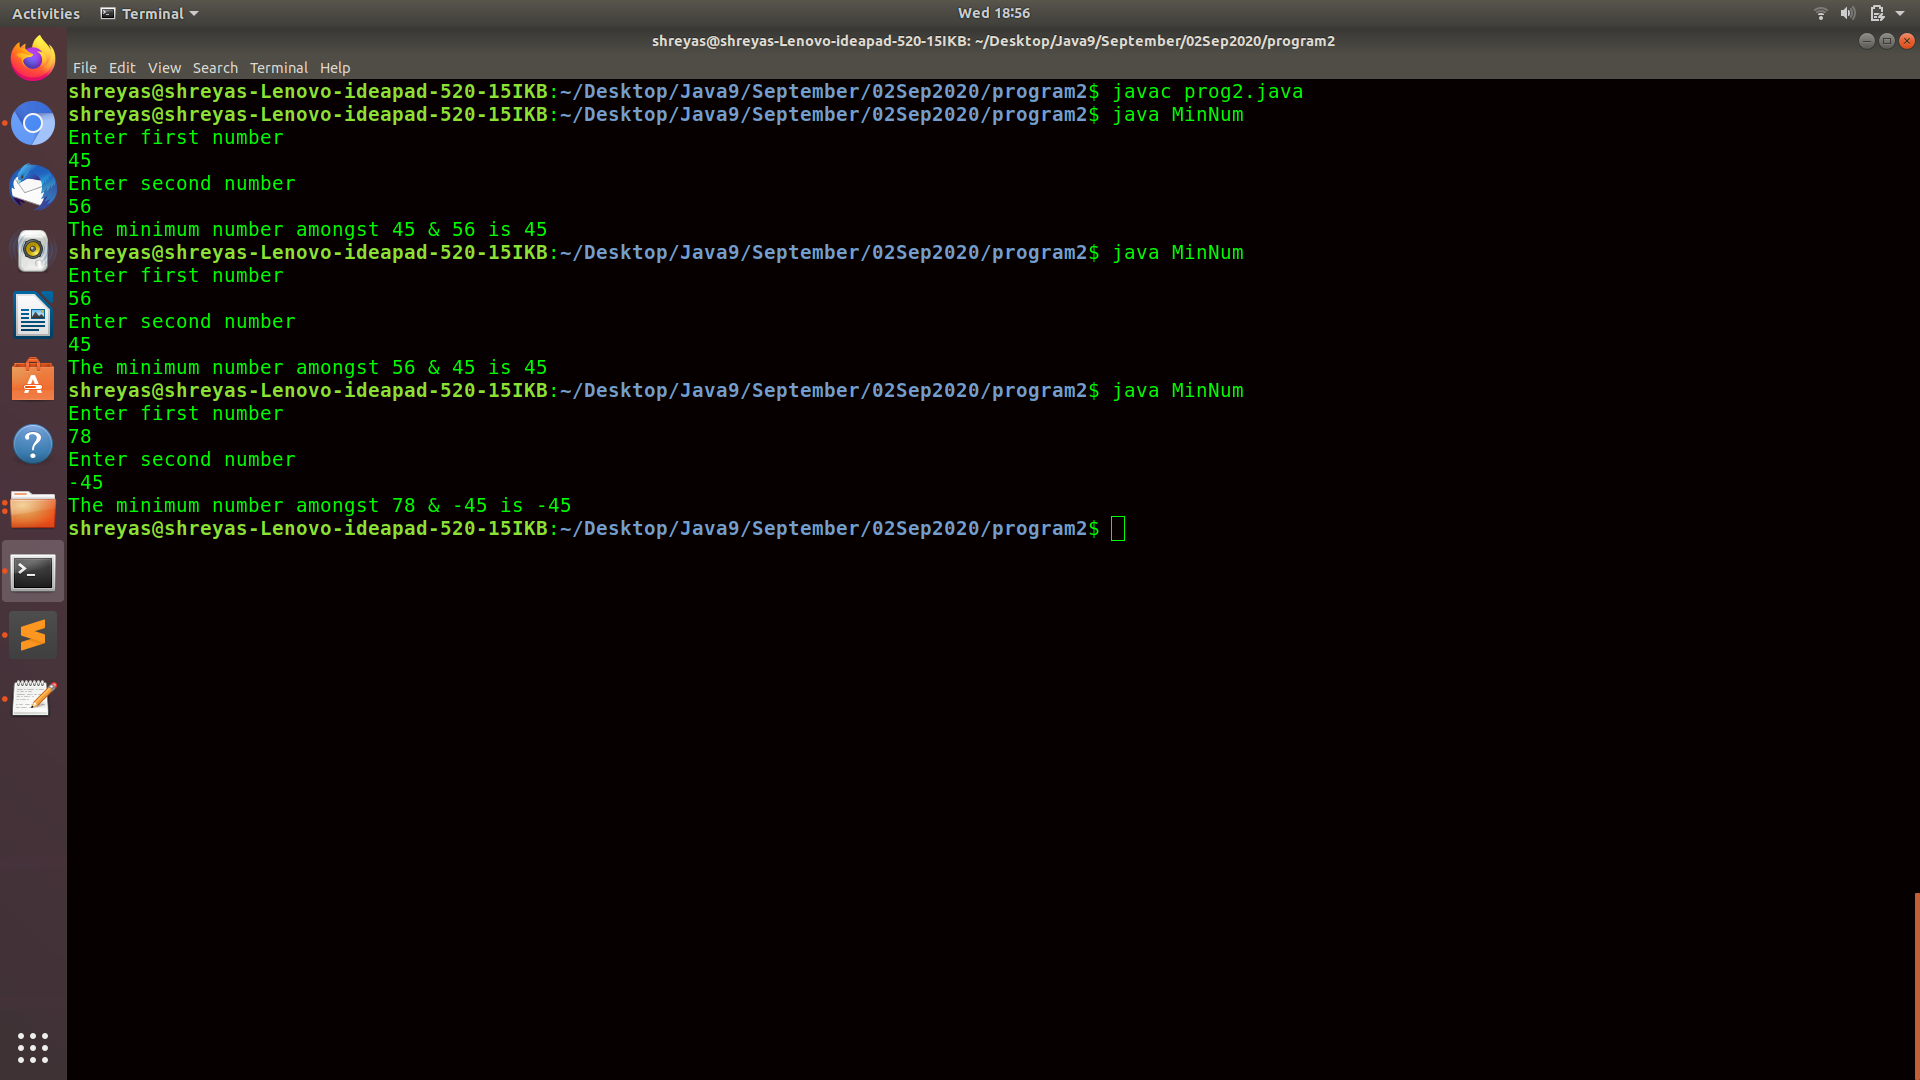 Activities Terminal Wed 18:56
shreyas@shreyas-Lenovo-ideapad-520-15IKB: ~/Desktop/Java9/September/02Sep2020/program2
File Edit View Search Terminal Help
shreyas@shreyas-Lenovo-ideapad-520-15IKB:~/Desktop/Java9/September/02Sep2020/program2$ javac prog2.java
shreyas@shreyas-Lenovo-ideapad-520-15IKB:~/Desktop/Java9/September/02Sep2020/program2$ java MinNum
Enter first number
45
Enter second number
56
The minimum number amongst 45 & 56 is 45
shreyas@shreyas-Lenovo-ideapad-520-15IKB:~/Desktop/Java9/September/02Sep2020/program2$ java MinNum
Enter first number
56
Enter second number
45
The minimum number amongst 56 & 45 is 45
shreyas@shreyas-Lenovo-ideapad-520-15IKB:~/Desktop/Java9/September/02Sep2020/program2$ java MinNum
Enter first number
78
Enter second number
-45
The minimum number amongst 78 & -45 is -45
shreyas@shreyas-Lenovo-ideapad-520-15IKB:~/Desktop/Java9/September/02Sep2020/program2$